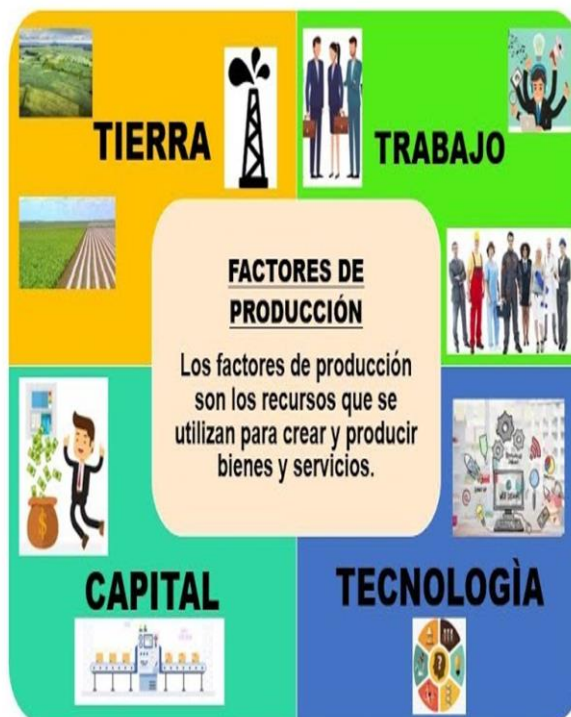 TIERRA
TRABAJO
FACTORES DE
PRODUCCIÓN
Los factores de producción
son los recursos que se
utilizan para crear y producir
bienes y servicios.
CAPITAL
TECNOLOGÌA